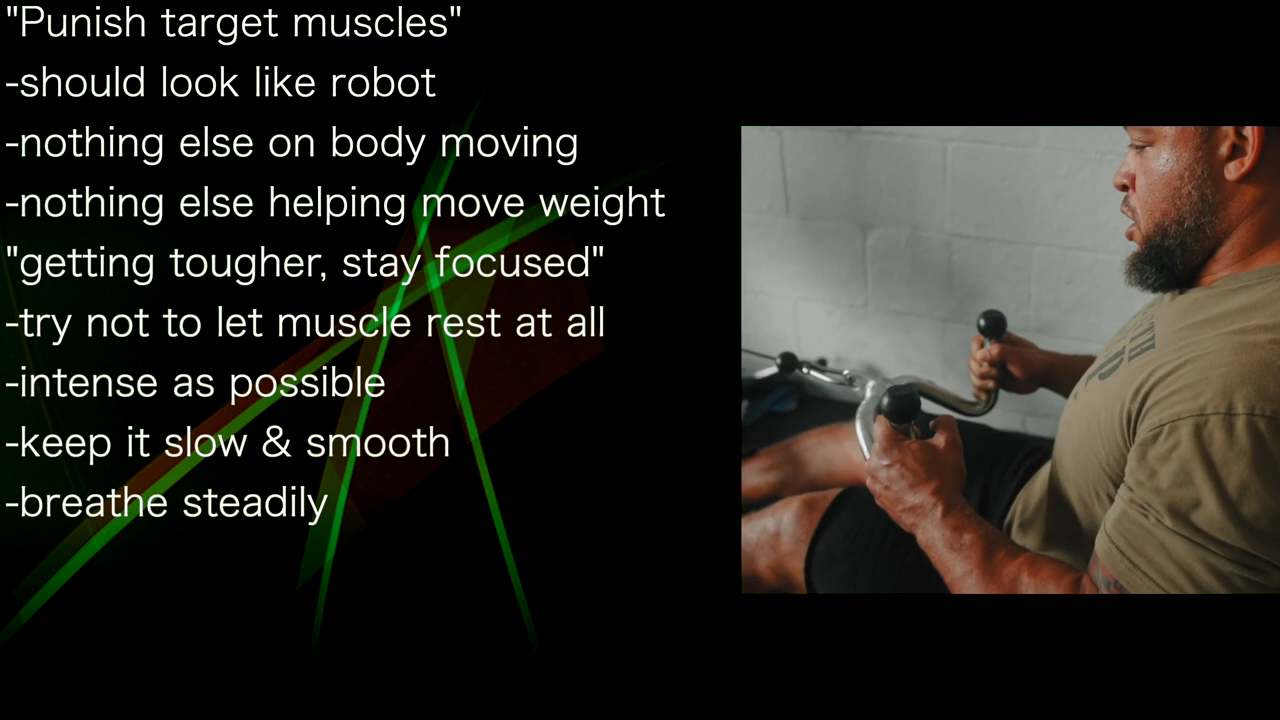 "Punish target muscles"
-should look like robot
-nothing else on body moving
-nothing else helping move weight
"getting tougher, stay focused"
-try not to let muscle rest at all
-intense as possible
-keep it slow & smooth
-breathe steadily